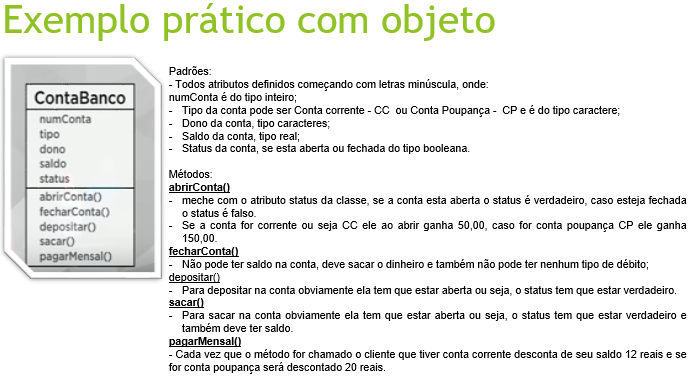 Exemplo prático com objeto
ContaBanco
numConta
tipo
dono
saldo
status
abrirConta()
fecharConta()
depositar()
sacar()
pagarMensal()
Padrões:
- Todos atributos definidos começando com letras minúscula, onde:
numConta é do tipo inteiro;
- Tipo da conta pode ser Conta corrente - CC ou Conta Poupança - CP e é do tipo caractere;
- Dono da conta, tipo caracteres;
- Saldo da conta, tipo real;
- Status da conta, se esta aberta ou fechada do tipo booleana.
Métodos:
abrirConta()
- meche com o atributo status da classe, se a conta esta aberta o status é verdadeiro, caso esteja fechada
o status é falso.
- Se a conta for corrente ou seja CC ele ao abrir ganha 50,00, caso for conta poupança CP ele ganha
150,00.
fecharConta()
- Não pode ter saldo na conta, deve sacar o dinheiro e também não pode ter nenhum tipo de débito;
depositar()
- Para depositar na conta obviamente ela tem que estar aberta ou seja, o status tem que estar verdadeiro.
sacar()
- Para sacar na conta obviamente ela tem que estar aberta ou seja, o status tem que estar verdadeiro e
também deve ter saldo.
pagarMensal()
- Cada vez que o método for chamado o cliente que tiver conta corrente desconta de seu saldo 12 reais e se
for conta poupança será descontado 20 reais.